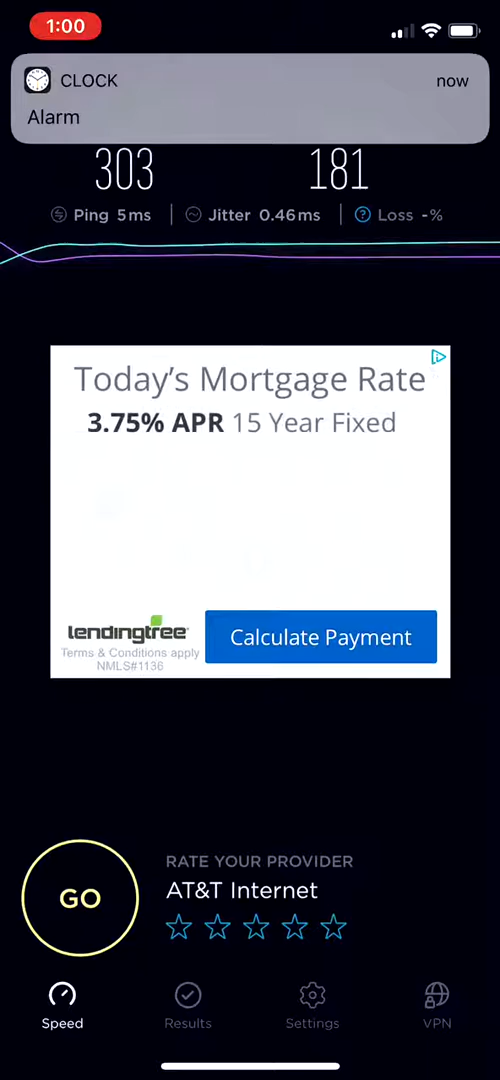 1:00
CLOCK
now
Alarm
303 181
Ping 5ms Jitter 0.46ms Loss -%
Today's Mortgage Rate
3.75% APR 15 Year Fixed
lendingtree
Terms & Conditions apply
NMLS#1136
Calculate Payment
RATE YOUR PROVIDER
AT&T Internet
GO
Speed Results Settings VPN